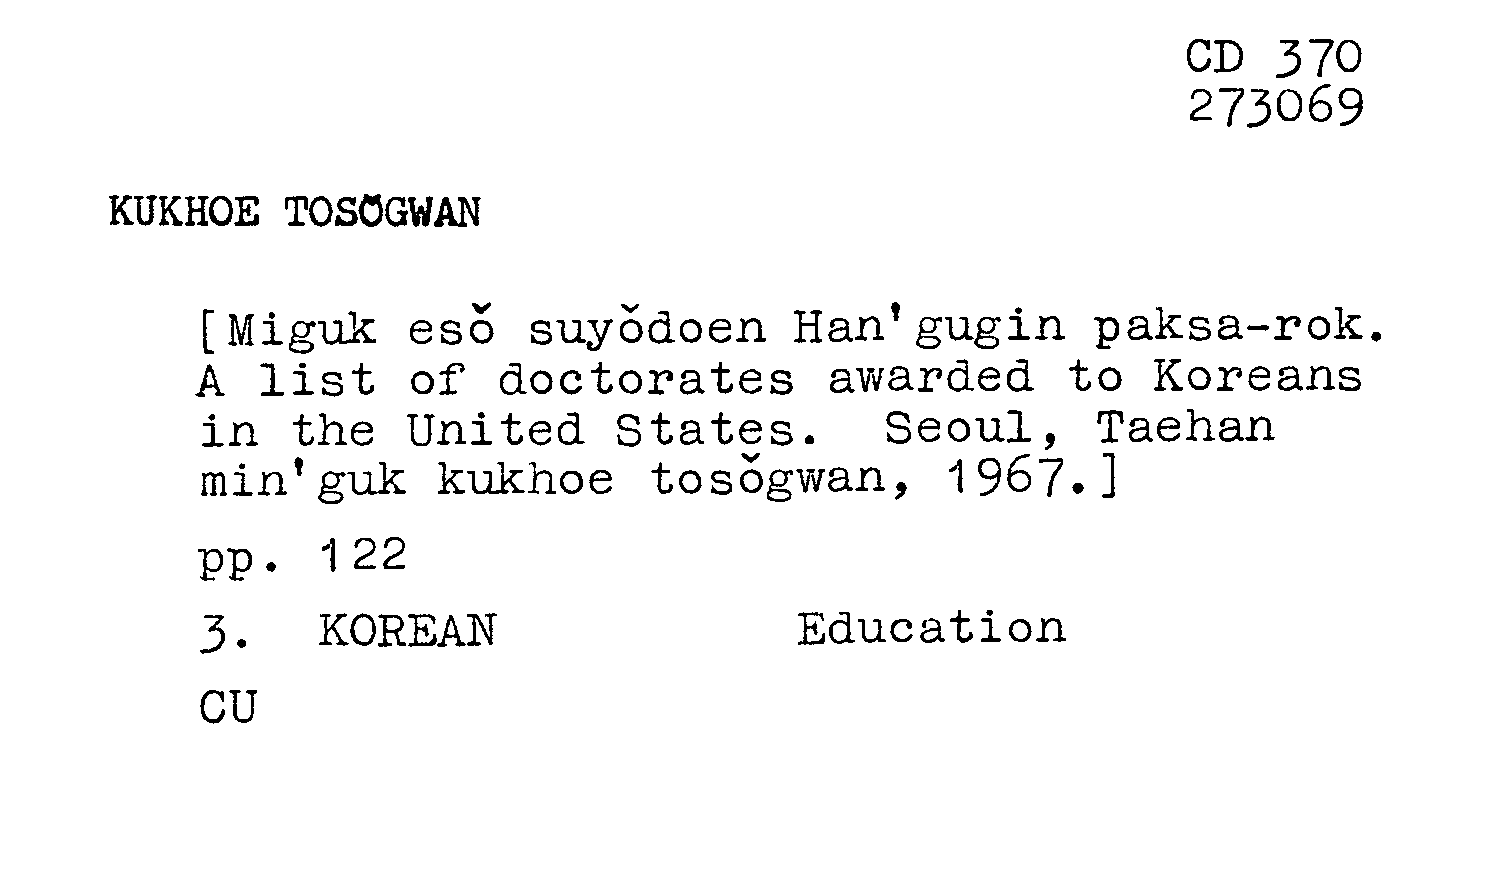 CD 370
273069
KUKHOE TOSŎGWAN
[Miguk esŏ suyŏdoen Han'gugin paksa-rok.
A list of doctorates awarded to Koreans
in the United States. Seoul, Taehan
min'guk kukhoe tosŏgwan, 1967.]
pp. 122
3. KOREAN Education
CU